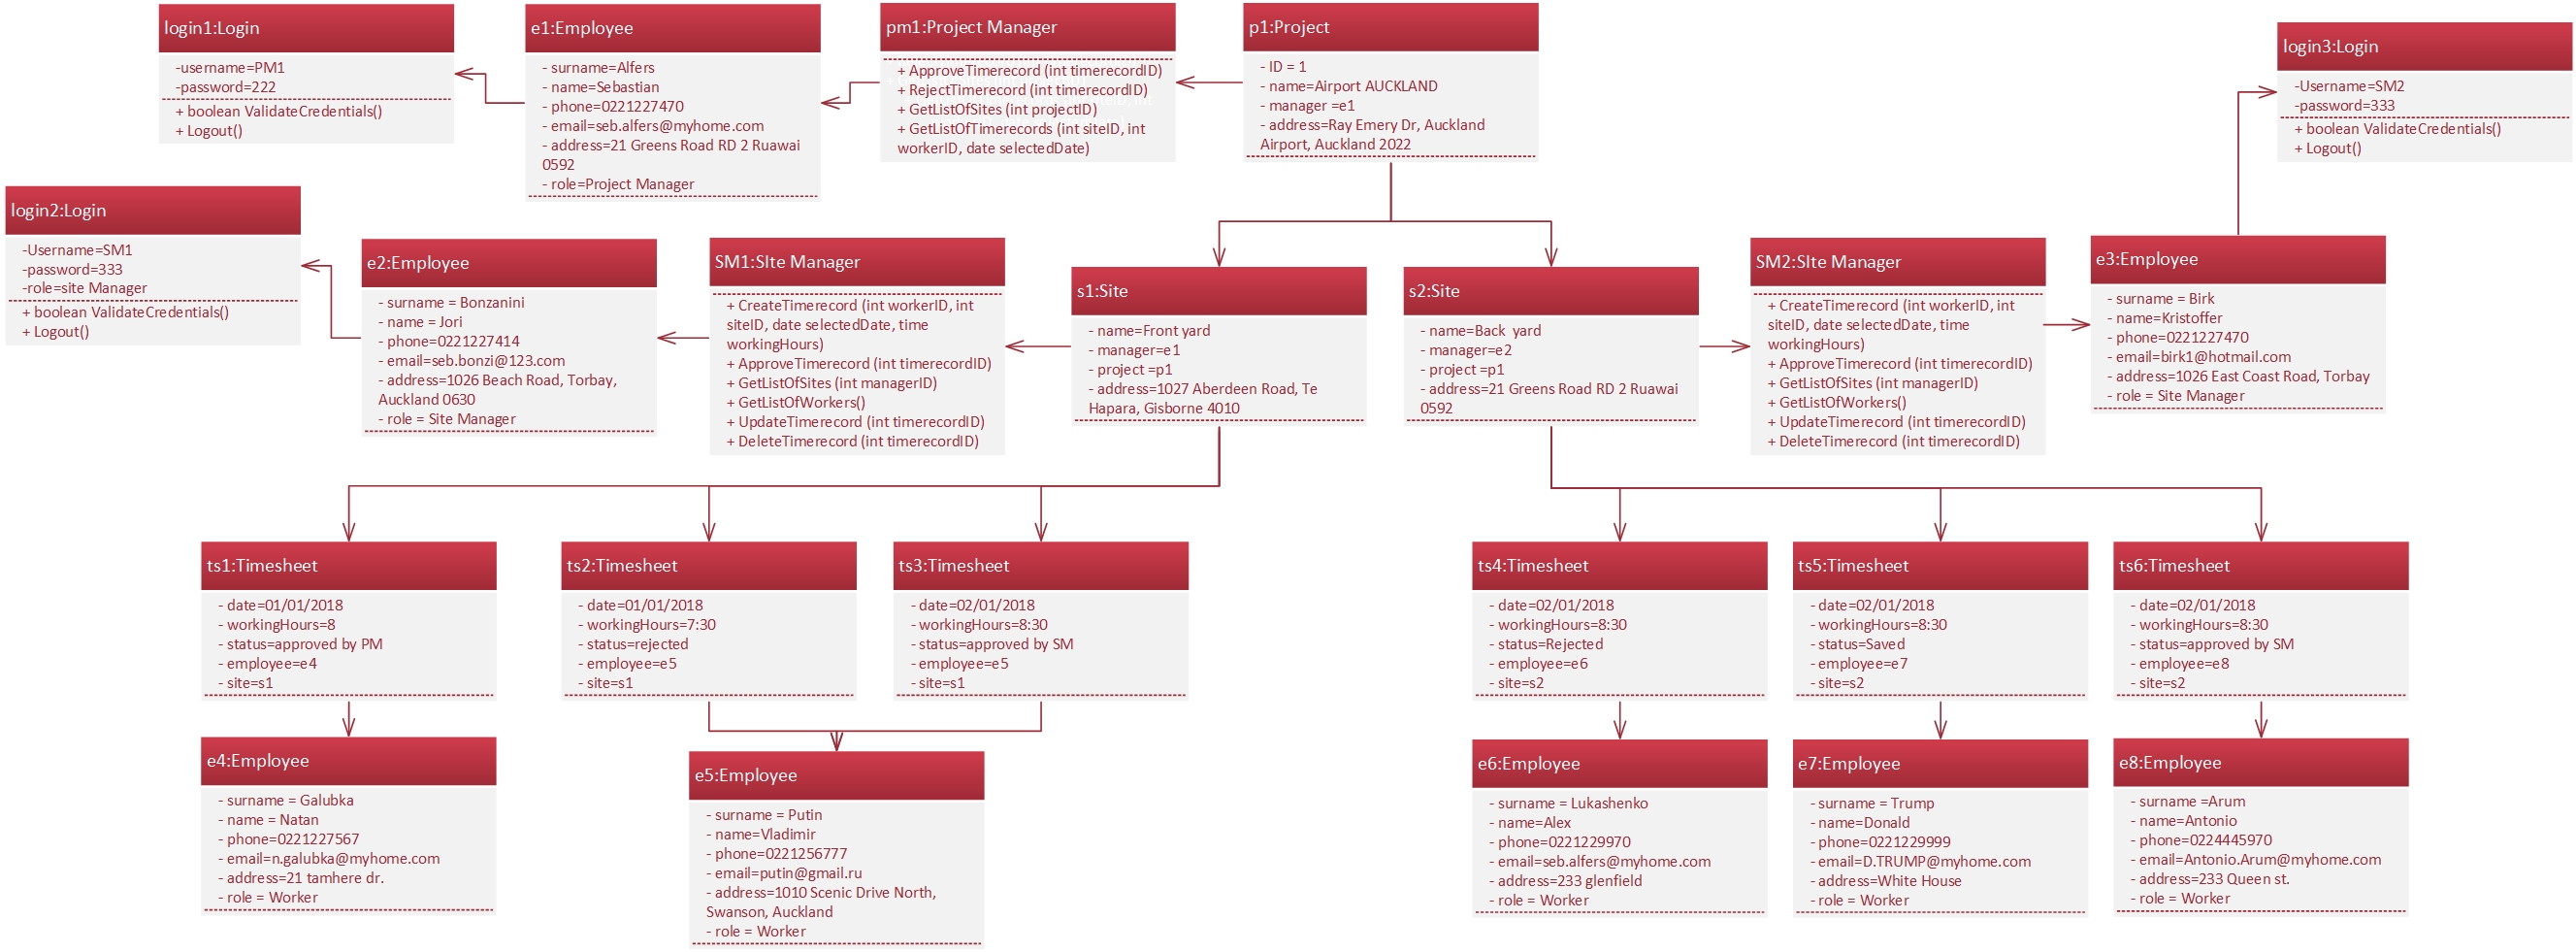 login1:Login
-username=PM1
-password=222
+ boolean ValidateCredentials()
+ Logout()
e1:Employee
- surname=Alfers
- name=Sebastian
- phone=0221227470
- email=seb.alfers@myhome.com
- address=21 Greens Road RD 2 Ruawai
0592
- role=Project Manager
pm1:Project Manager
+ ApproveTimerecord (int timerecordID)
+ RejectTimerecord (int timerecordID)
+ GetListOfSites (int projectID)
+ GetListOfTimerecords (int siteID, int
workerID, date selectedDate)
p1:Project
- ID = 1
- name=Airport AUCKLAND
- manager =e1
- address=Ray Emery Dr, Auckland
Airport, Auckland 2022
login3:Login
-Username=SM2
-password=333
+ boolean ValidateCredentials()
+ Logout()
login2:Login
-Username=SM1
-password=333
-role=site Manager
+ boolean ValidateCredentials()
+ Logout()
e2:Employee
- surname = Bonzanini
- name = Jori
- phone=0221227414
- email=seb.bonzi@123.com
- address=1026 Beach Road, Torbay,
Auckland 0630
- role = Site Manager
SM1:SIte Manager
+ CreateTimerecord (int workerID, int
siteID, date selectedDate, time
workingHours)
+ ApproveTimerecord (int timerecordID)
+ GetListOfSites (int managerID)
+ GetListOfWorkers()
+ UpdateTimerecord (int timerecordID)
+ DeleteTimerecord (int timerecordID)
s1:Site
- name=Front yard
- manager=e1
- project =p1
- address=1027 Aberdeen Road, Te
Hapara, Gisborne 4010
s2:Site
- name=Back  yard
- manager=e2
- project =p1
- address=21 Greens Road RD 2 Ruawai
0592
SM2:SIte Manager
+ CreateTimerecord (int workerID, int
siteID, date selectedDate, time
workingHours)
+ ApproveTimerecord (int timerecordID)
+ GetListOfSites (int managerID)
+ GetListOfWorkers()
+ UpdateTimerecord (int timerecordID)
+ DeleteTimerecord (int timerecordID)
e3:Employee
- surname = Birk
- name=Kristoffer
- phone=0221227470
- email=birk1@hotmail.com
- address=1026 East Coast Road, Torbay
- role = Site Manager
ts1:Timesheet
- date=01/01/2018
- workingHours=8
- status=approved by PM
- employee=e4
- site=s1
ts2:Timesheet
- date=01/01/2018
- workingHours=7:30
- status=rejected
- employee=e5
- site=s1
ts3:Timesheet
- date=02/01/2018
- workingHours=8:30
- status=approved by SM
- employee=e5
- site=s1
ts4:Timesheet
- date=02/01/2018
- workingHours=8:30
- status=Rejected
- employee=e6
- site=s2
ts5:Timesheet
- date=02/01/2018
- workingHours=8:30
- status=Saved
- employee=e7
- site=s2
ts6:Timesheet
- date=02/01/2018
- workingHours=8:30
- status=approved by SM
- employee=e8
- site=s2
e4:Employee
- surname = Galubka
- name = Natan
- phone=0221227567
- email=n.galubka@myhome.com
- address=21 tamhere dr.
- role = Worker
e5:Employee
- surname = Putin
- name=Vladimir
- phone=0221256777
- email=putin@gmail.ru
- address=1010 Scenic Drive North,
Swanson, Auckland
- role = Worker
e6:Employee
- surname = Lukashenko
- name=Alex
- phone=0221229970
- email=seb.alfers@myhome.com
- address=233 glenfield
- role = Worker
e7:Employee
- surname = Trump
- name=Donald
- phone=0221229999
- email=D.TRUMP@myhome.com
- address=White House
- role = Worker
e8:Employee
- surname =Arum
- name=Antonio
- phone=0224445970
- email=Antonio.Arum@myhome.com
- address=233 Queen st.
- role = Worker